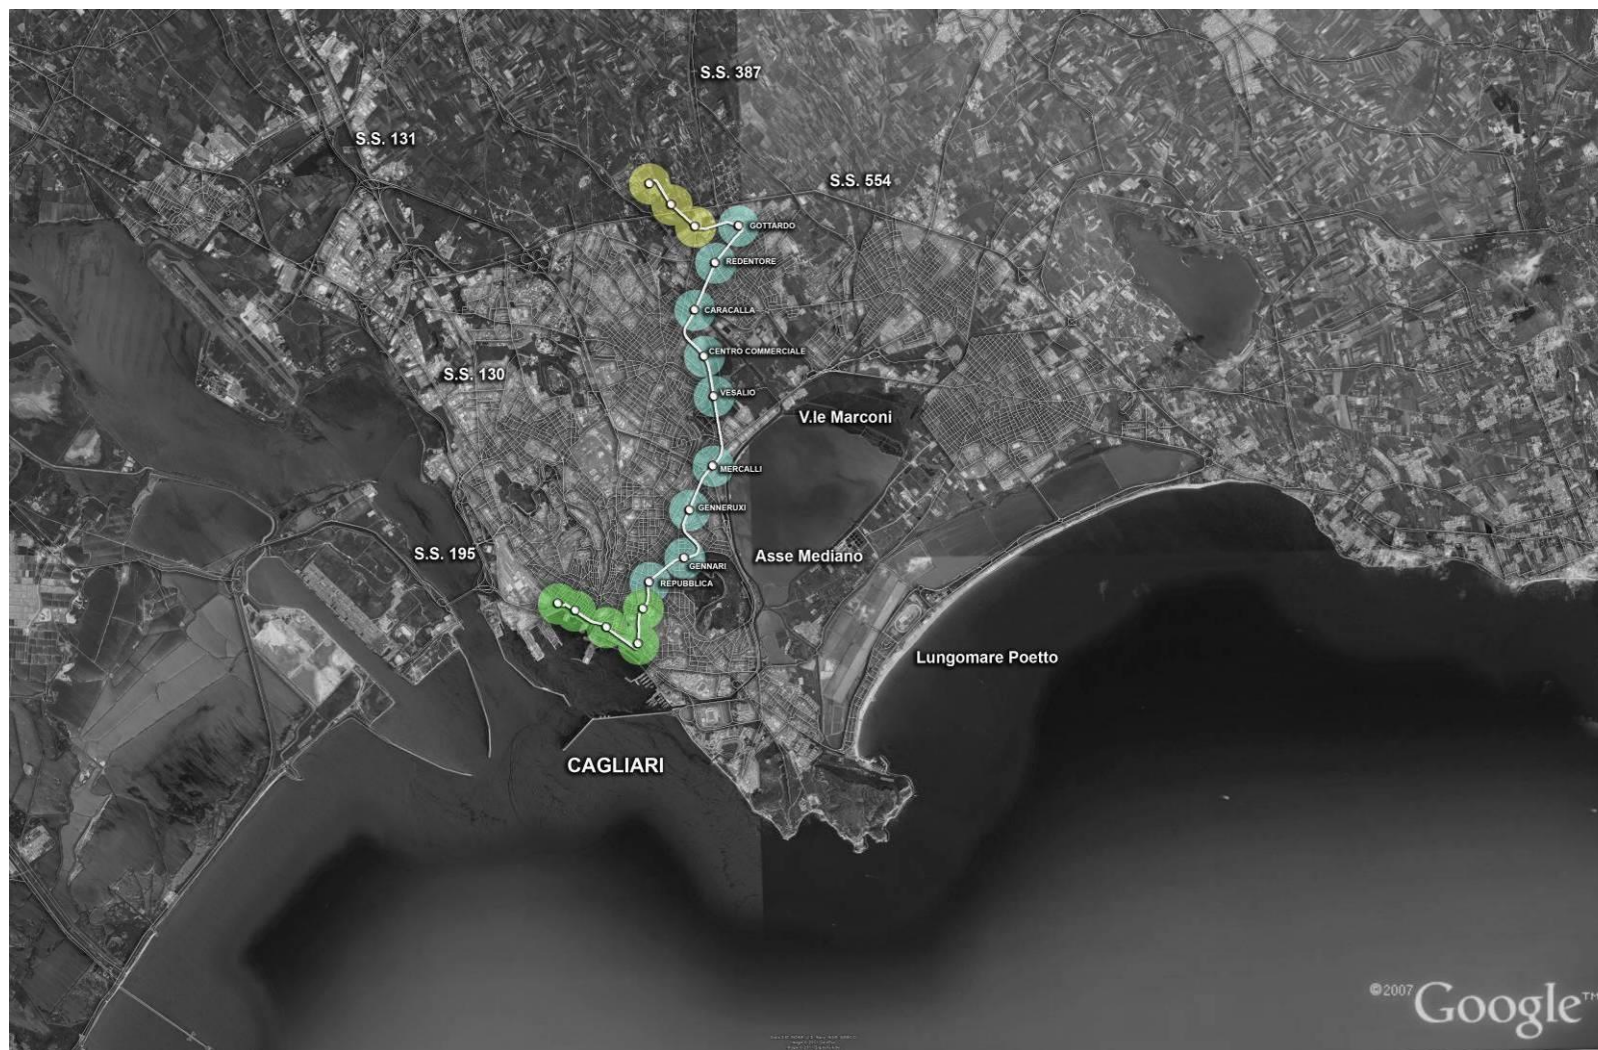 S.S. 387
S.S. 131
S.S. 554
GOTTARDO
REDENTORE
CARACALLA
CENTRO COMMERCIALE
S.S. 130
VESALIO
V.le Marconi
MERCALLI
GENNERUXI
S.S. 195
Asse Mediano
GENNARI
REPUBBLICA
Lungomare Poetto
CAGLIARI
©2007 Google™